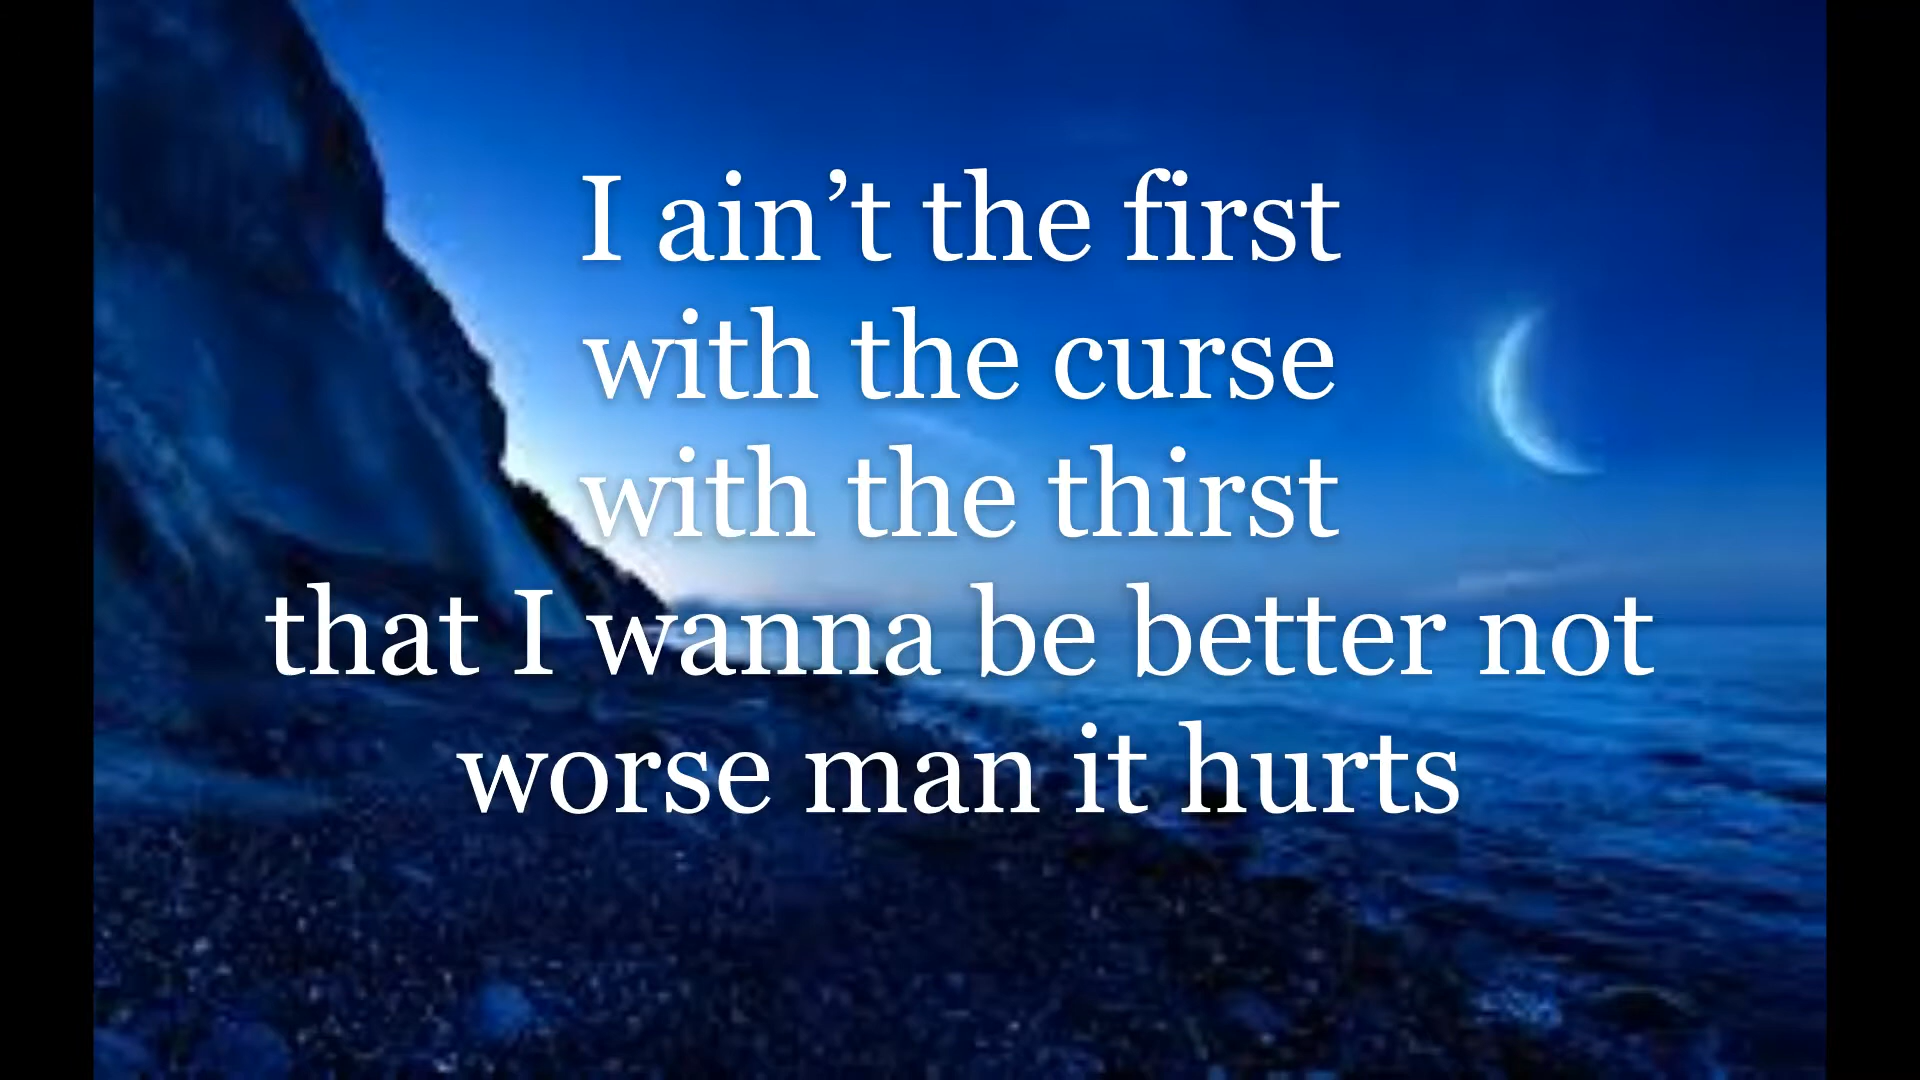 I ain’t the first
with the curse
with the thirst
that I wanna be better not
worse man it hurts